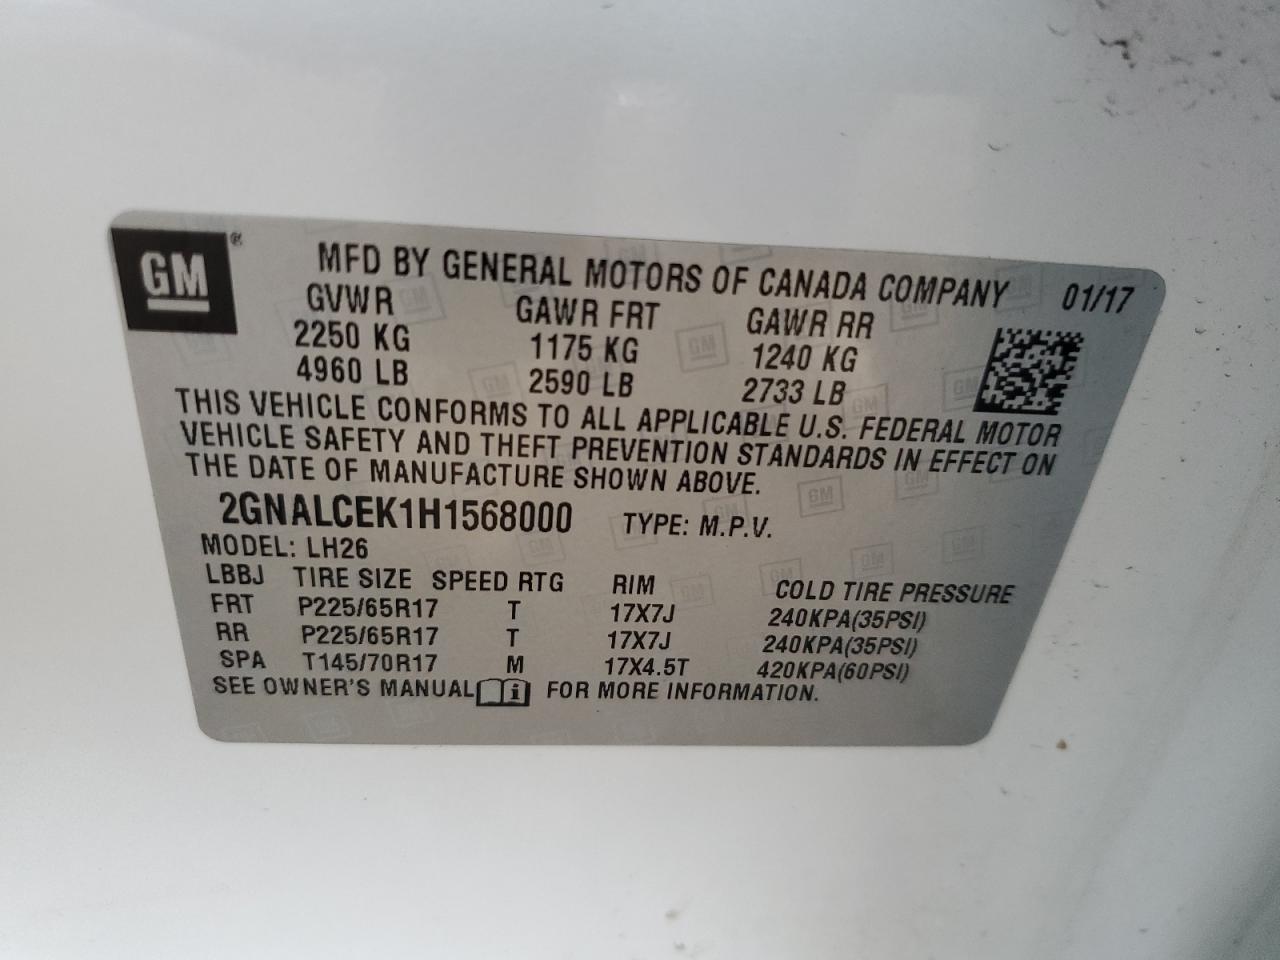 GM ®
MFD BY GENERAL MOTORS OF CANADA COMPANY 01/17
GVWR GAWR FRT GAWR RR
2250 KG 1175 KG 1240 KG
4960 LB 2590 LB 2733 LB
THIS VEHICLE CONFORMS TO ALL APPLICABLE U.S. FEDERAL MOTOR
VEHICLE SAFETY AND THEFT PREVENTION STANDARDS IN EFFECT ON
THE DATE OF MANUFACTURE SHOWN ABOVE.
2GNALCEK1H1568000 TYPE: M.P.V.
MODEL: LH26
LBBJ TIRE SIZE SPEED RTG RIM COLD TIRE PRESSURE
FRT P225/65R17 T 17X7J 240KPA(35PSI)
RR P225/65R17 T 17X7J 240KPA(35PSI)
SPA T145/70R17 M 17X4.5T 420KPA(60PSI)
SEE OWNER'S MANUAL i FOR MORE INFORMATION.